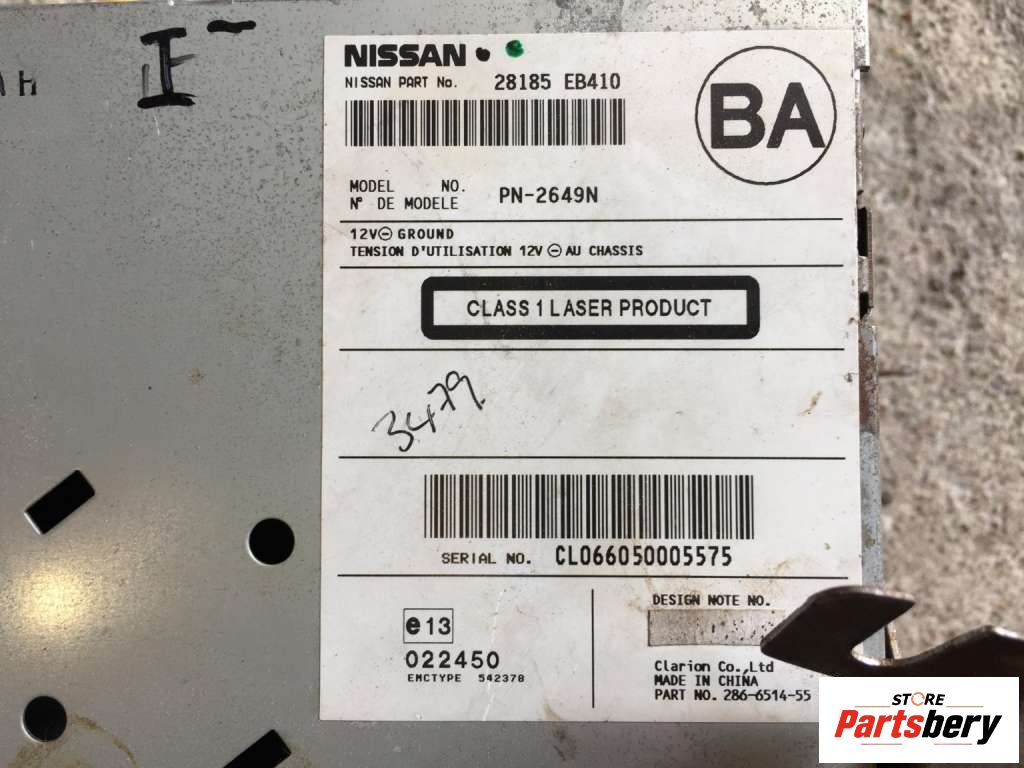 NISSAN
NISSAN PART No. 28185 EB410
BA
MODEL NO.
N° DE MODELE
PN-2649N
12V⊖ GROUND
TENSION D'UTILISATION 12V ⊖ AU CHASSIS
CLASS 1 LASER PRODUCT
3479
SERIAL NO. CL066050005575
e13
022450
EMCTYPE 542378
DESIGN NOTE NO.
Clarion Co.,Ltd
MADE IN CHINA
PART NO. 286-6514-55
STORE
Partsbery